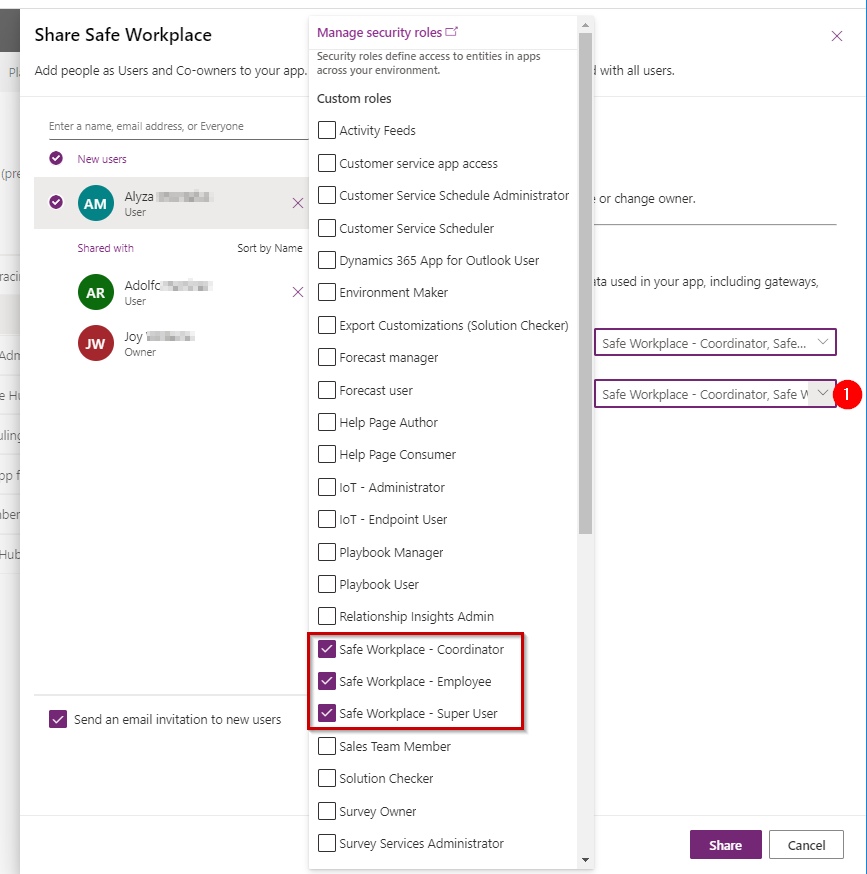 Share Safe Workplace
Add people as Users and Co-owners to your app.
d with all users.
Enter a name, email address, or Everyone
New users
AM
Alyza
User
Shared with
Sort by Name
AR
Adolfo
User
JW
Joy
Owner
Send an email invitation to new users
Manage security roles
Security roles define access to entities in apps
across your environment.
Custom roles
Activity Feeds
Customer service app access
Customer Service Schedule Administrator
Customer Service Scheduler
Dynamics 365 App for Outlook User
Environment Maker
Export Customizations (Solution Checker)
Forecast manager
Forecast user
Help Page Author
Help Page Consumer
IoT - Administrator
IoT - Endpoint User
Playbook Manager
Playbook User
Relationship Insights Admin
Safe Workplace - Coordinator
Safe Workplace - Employee
Safe Workplace - Super User
Sales Team Member
Solution Checker
Survey Owner
Survey Services Administrator
e or change owner.
ata used in your app, including gateways,
Safe Workplace - Coordinator, Safe...
Safe Workplace - Coordinator, Safe W
1
Share
Cancel